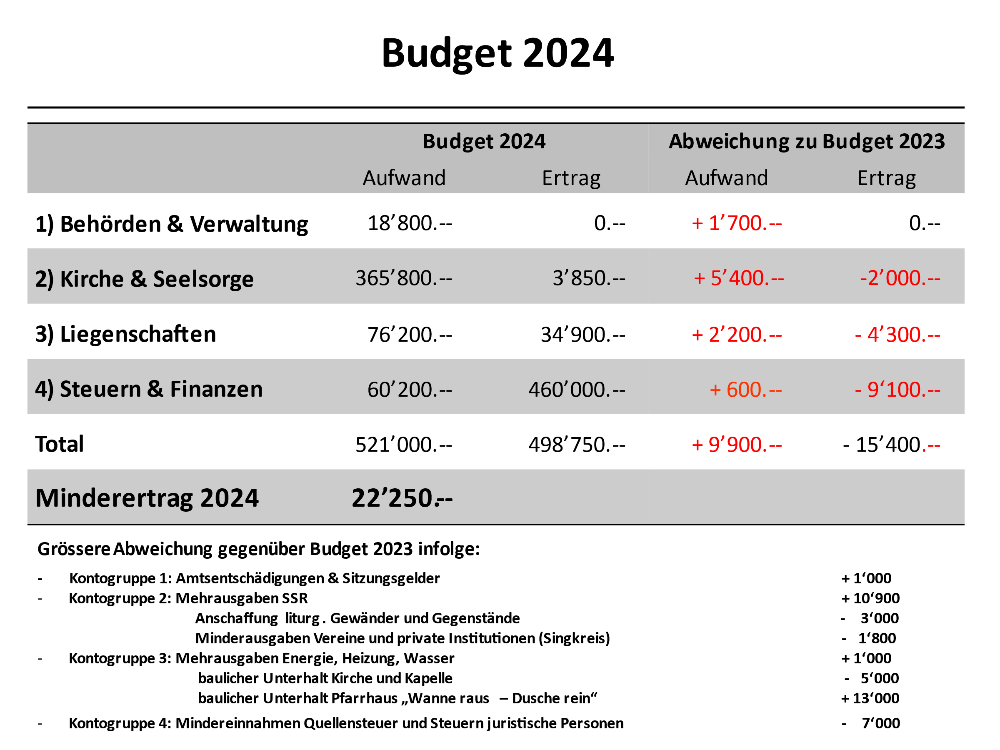 Budget 2024
Budget 2024 Abweichung zu Budget 2023
Aufwand Ertrag Aufwand Ertrag
1) Behörden & Verwaltung 18’800.-- 0.-- + 1’700.-- 0.--
2) Kirche & Seelsorge 365’800.-- 3’850.-- + 5’400.-- -2’000.--
3) Liegenschaften 76’200.-- 34’900.-- + 2’200.-- - 4’300.--
4) Steuern & Finanzen 60’200.-- 460’000.-- + 600.-- - 9‘100.--
Total 521’000.-- 498’750.-- + 9’900.-- - 15’400.--
Minderertrag 2024 22’250.--
Grössere Abweichung gegenüber Budget 2023 infolge:
- Kontogruppe 1: Amtsentschädigungen & Sitzungsgelder + 1‘000
- Kontogruppe 2: Mehrausgaben SSR + 10‘900
Anschaffung liturg. Gewänder und Gegenstände - 3‘000
Minderausgaben Vereine und private Institutionen (Singkreis) - 1‘800
- Kontogruppe 3: Mehrausgaben Energie, Heizung, Wasser + 1‘000
baulicher Unterhalt Kirche und Kapelle - 5‘000
baulicher Unterhalt Pfarrhaus „Wanne raus – Dusche rein“ + 13‘000
- Kontogruppe 4: Mindereinnahmen Quellensteuer und Steuern juristische Personen - 7‘000